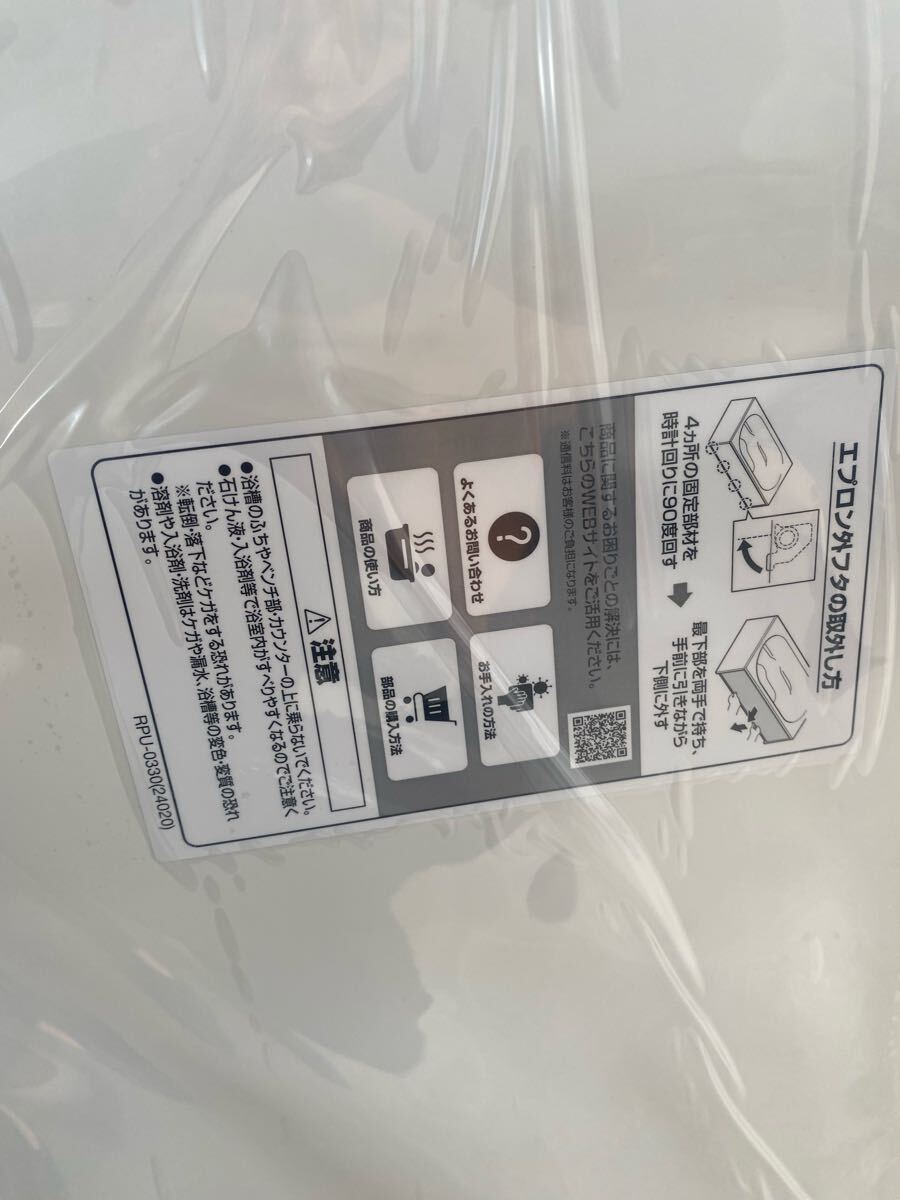 エプロン外フタの取外し方
4ヵ所の固定部材を
時計回りに90度回す
最下部を両手で持ち、
手前に引きながら
下側に外す
商品に関するお困りごとの解決には、
こちらのWEBサイトをご活用ください。
※通信料はお客様のご負担になります。
よくあるお問い合わせ
お手入れの方法
商品の使い方
部品の購入方法
注意
●浴槽のふちやベンチ部・カウンターの上に乗らないでください。
●石けん液・入浴剤等で浴室内がすべりやすくなるのでご注意く
ださい。
※転倒・落下などケガをする恐れがあります。
●溶剤や入浴剤・洗剤はケガや漏水、浴槽等の変色・変質の恐れ
があります。
RPU-0330(24020)